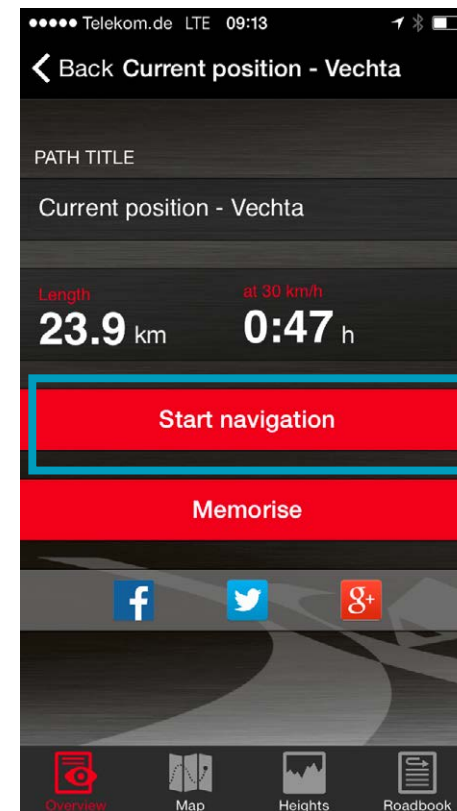 Telekom.de LTE 09:13
Back Current position - Vechta
PATH TITLE
Current position - Vechta
Length at 30 km/h
23.9 km 0:47 h
Start navigation
Memorise
f g+
Overview Map Heights Roadbook